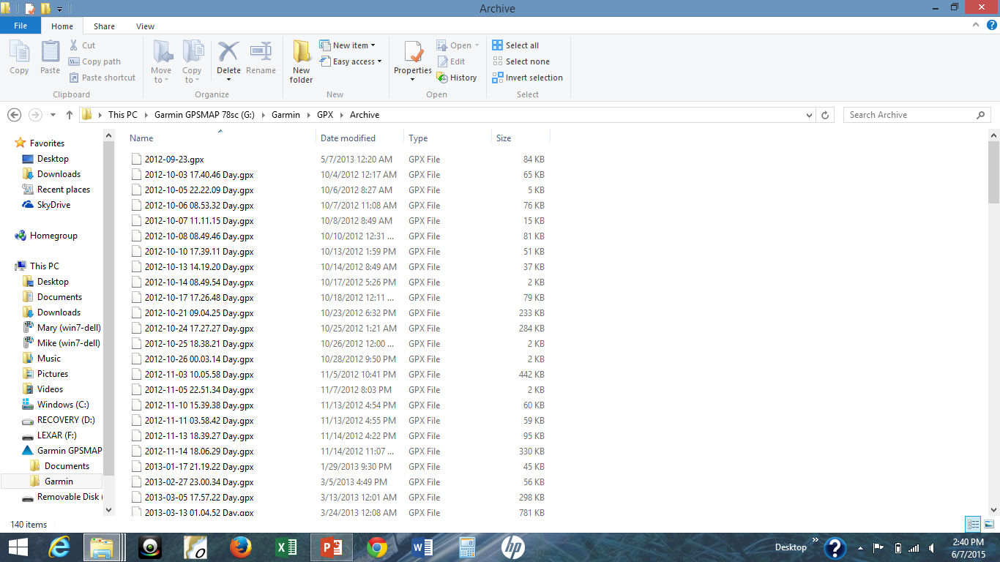 Archive
File Home Share View
Copy Paste Cut Copy path Paste shortcut Clipboard
Move to Copy to Delete Rename Organize
New folder New item Easy access New
Properties Open Edit History Open
Select all Select none Invert selection Select
This PC Garmin GPSMAP 78sc (G:) Garmin GPX Archive Search Archive
Favorites
Desktop
Downloads
Recent places
SkyDrive
Homegroup
This PC
Desktop
Documents
Downloads
Mary (win7-dell)
Mike (win7-dell)
Music
Pictures
Videos
Windows (C:)
RECOVERY (D:)
LEXAR (F:)
Garmin GPSMAP
Documents
Garmin
Removable Disk (
Name Date modified Type Size
2012-09-23.gpx 5/7/2013 12:20 AM GPX File 84 KB
2012-10-03 17.40.46 Day.gpx 10/4/2012 12:17 AM GPX File 65 KB
2012-10-05 22.22.09 Day.gpx 10/6/2012 8:27 AM GPX File 5 KB
2012-10-06 08.53.32 Day.gpx 10/7/2012 11:08 AM GPX File 76 KB
2012-10-07 11.11.15 Day.gpx 10/8/2012 8:49 AM GPX File 15 KB
2012-10-08 08.49.46 Day.gpx 10/10/2012 12:31 ... GPX File 81 KB
2012-10-10 17.39.11 Day.gpx 10/13/2012 1:59 PM GPX File 51 KB
2012-10-13 14.19.20 Day.gpx 10/14/2012 8:49 AM GPX File 37 KB
2012-10-14 08.49.54 Day.gpx 10/17/2012 5:26 PM GPX File 2 KB
2012-10-17 17.26.48 Day.gpx 10/18/2012 12:11 ... GPX File 79 KB
2012-10-21 09.04.25 Day.gpx 10/23/2012 6:32 PM GPX File 233 KB
2012-10-24 17.27.27 Day.gpx 10/25/2012 1:21 AM GPX File 284 KB
2012-10-25 18.38.21 Day.gpx 10/26/2012 12:00 ... GPX File 2 KB
2012-10-26 00.03.14 Day.gpx 10/28/2012 9:50 PM GPX File 2 KB
2012-11-03 10.05.58 Day.gpx 11/5/2012 10:41 PM GPX File 442 KB
2012-11-05 22.51.34 Day.gpx 11/7/2012 8:03 PM GPX File 2 KB
2012-11-10 15.39.38 Day.gpx 11/13/2012 4:54 PM GPX File 60 KB
2012-11-11 03.58.42 Day.gpx 11/13/2012 4:55 PM GPX File 59 KB
2012-11-13 18.39.27 Day.gpx 11/14/2012 4:22 PM GPX File 95 KB
2012-11-14 18.06.29 Day.gpx 11/14/2012 11:07 ... GPX File 330 KB
2013-01-17 21.19.22 Day.gpx 1/29/2013 9:30 PM GPX File 45 KB
2013-02-27 23.00.34 Day.gpx 3/5/2013 4:49 PM GPX File 56 KB
2013-03-05 17.57.22 Day.gpx 3/13/2013 12:01 AM GPX File 298 KB
2013-03-13 01.04.52 Day.gpx 3/24/2013 12:08 AM GPX File 781 KB
140 items
Desktop 2:40 PM
6/7/2015